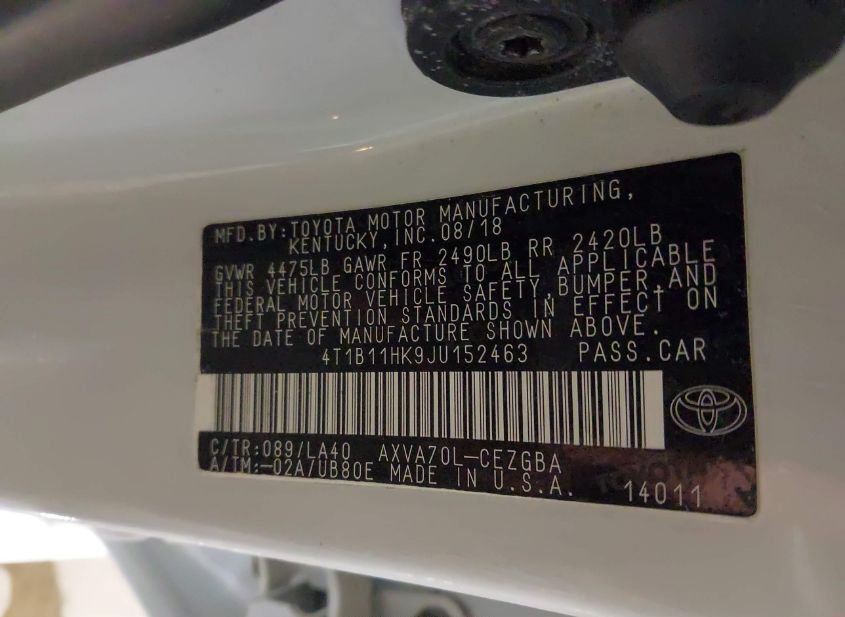 MFD.BY:TOYOTA MOTOR MANUFACTURING,
KENTUCKY,INC.08/18
GVWR 4475LB GAWR FR 2490LB RR 2420LB
THIS VEHICLE CONFORMS TO ALL APPLICABLE
FEDERAL MOTOR VEHICLE SAFETY,BUMPER,AND
THEFT PREVENTION STANDARDS IN EFFECT ON
THE DATE OF MANUFACTURE SHOWN ABOVE.
4T1B11HK9JU152463 PASS.CAR
C/TR:089/LA40 AXVA70L-CEZGBA
A/TM:-02A/UB80E MADE IN U.S.A. 14011
TOYOTA